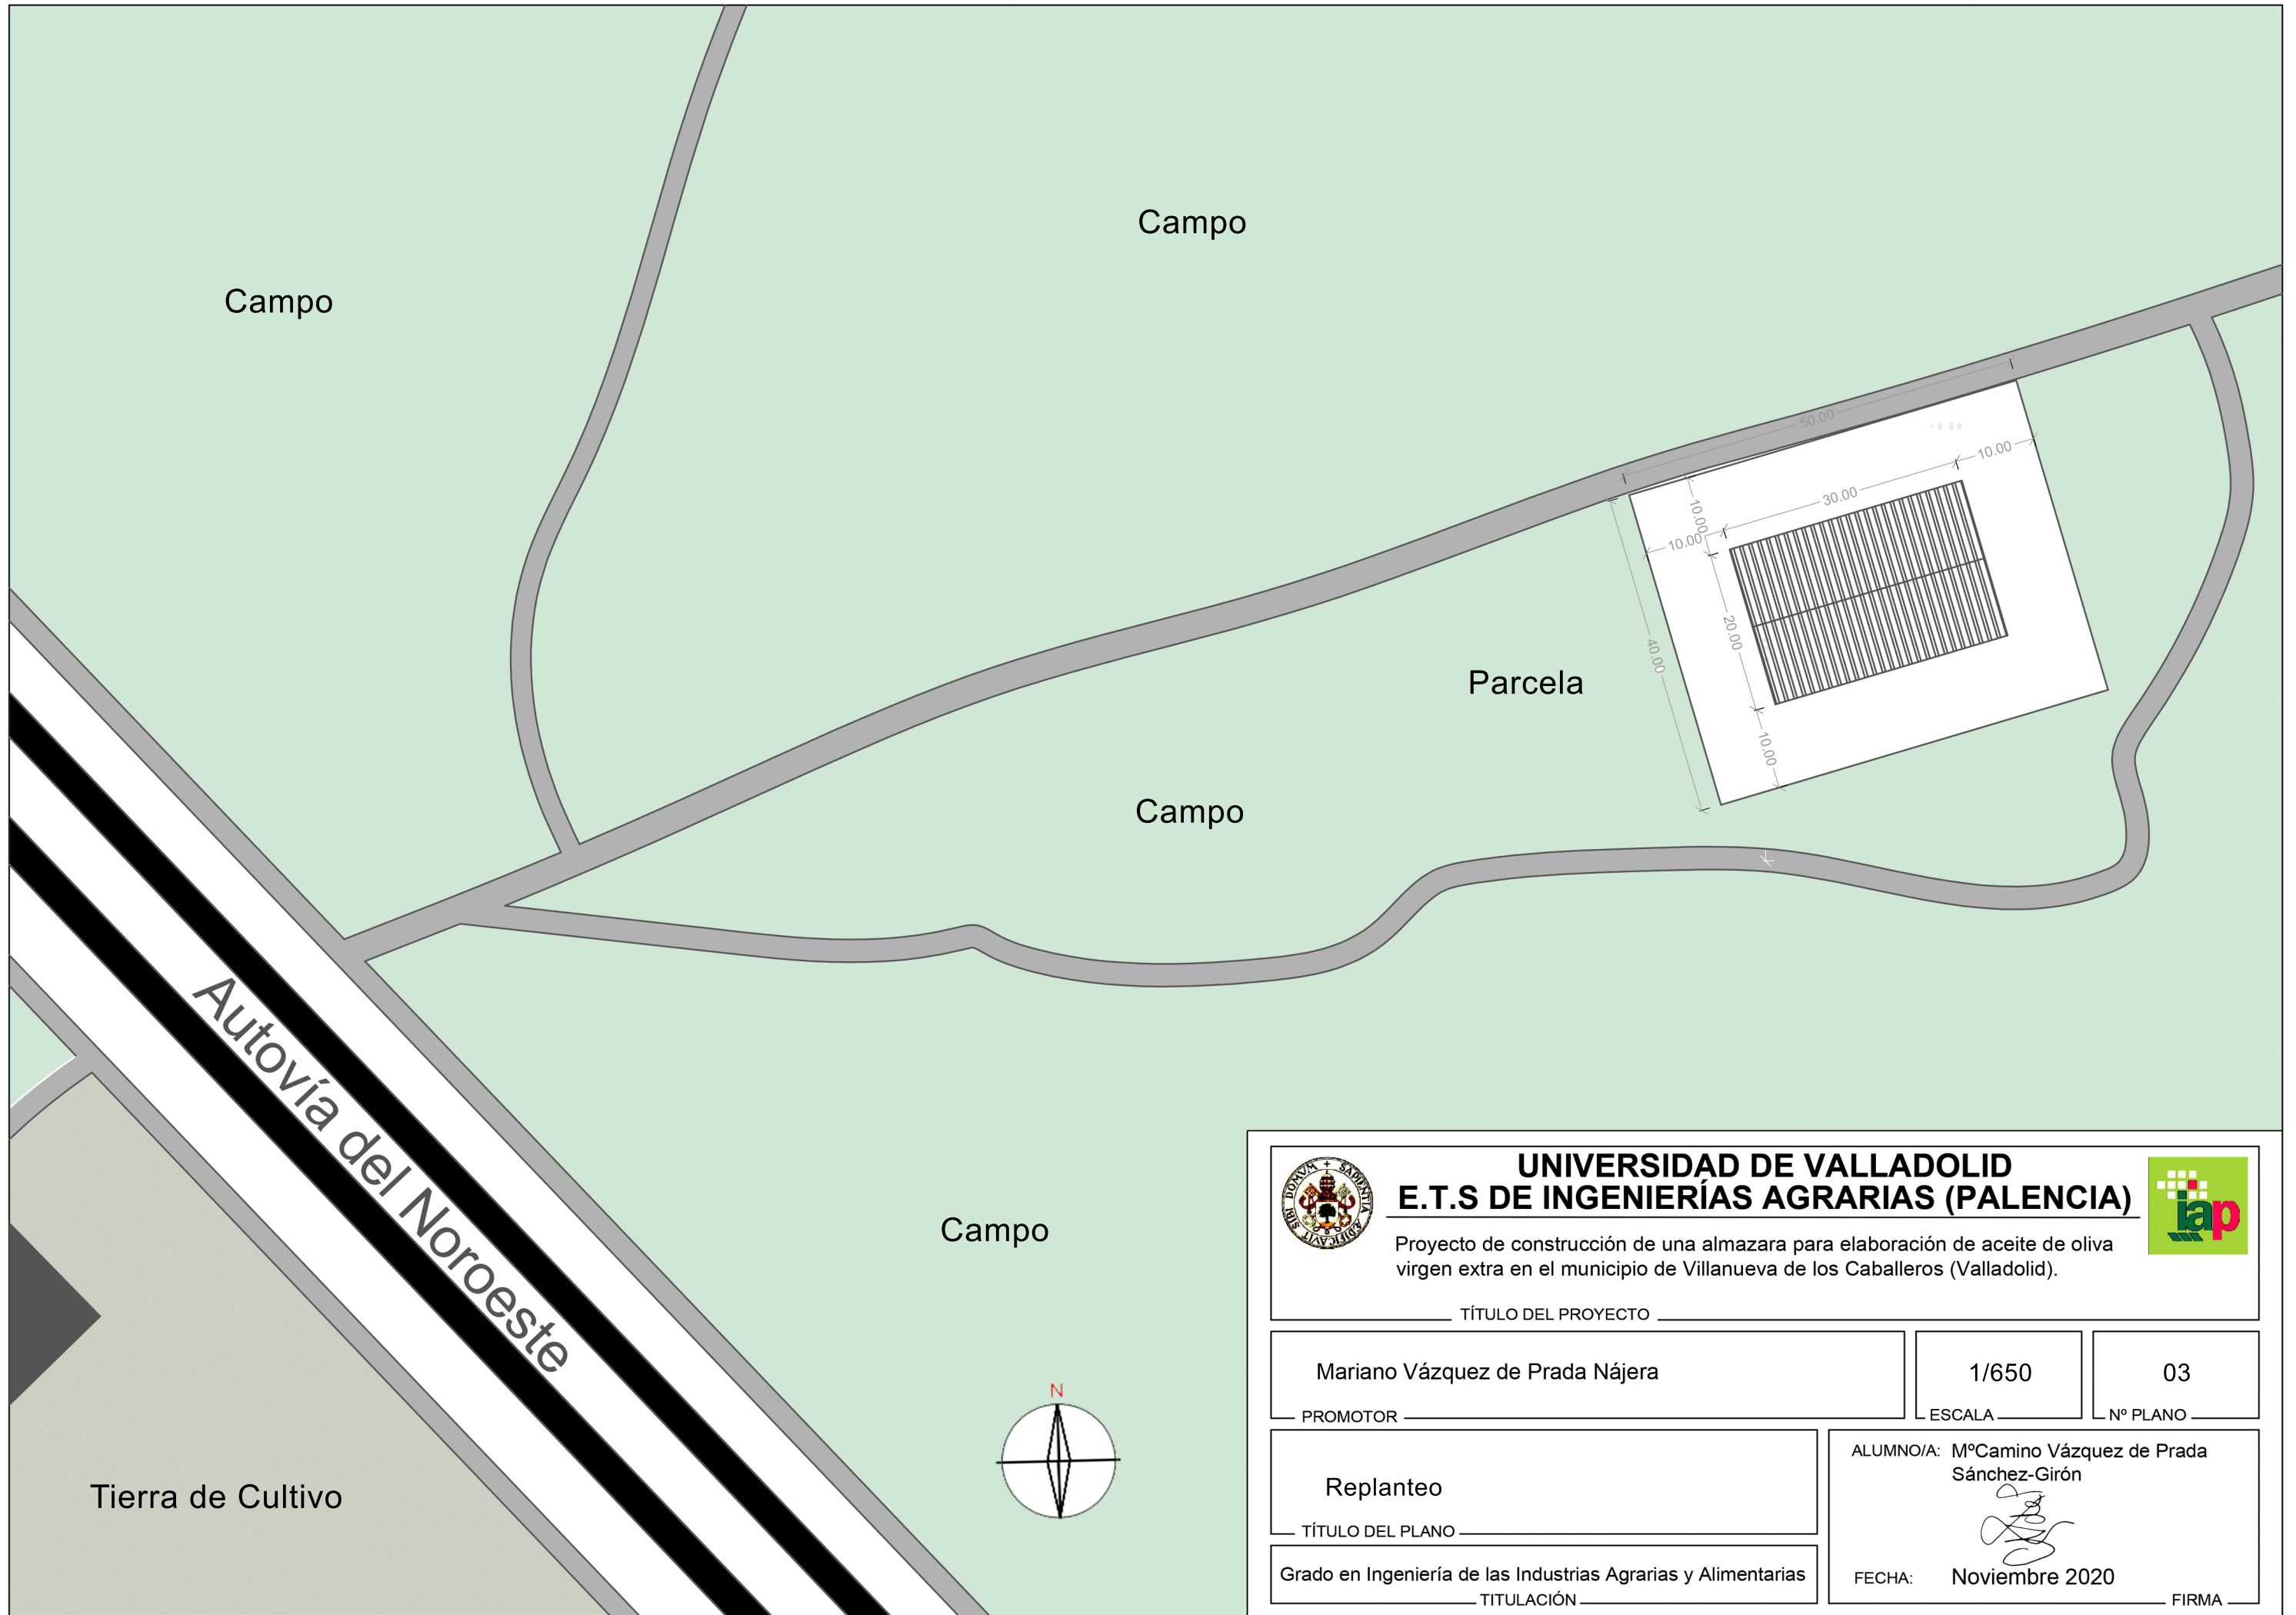 Campo
Campo
50.00
10.00
30.00
10.00
10.00
20.00
40.00
10.00
Parcela
Campo
Autovía del Noroeste
Campo
N
Tierra de Cultivo
SIBI DOMVM + SAPIENTIA ÆDIFICAVIT
UNIVERSIDAD DE VALLADOLID
E.T.S DE INGENIERÍAS AGRARIAS (PALENCIA)
iap
Proyecto de construcción de una almazara para elaboración de aceite de oliva
virgen extra en el municipio de Villanueva de los Caballeros (Valladolid).
TÍTULO DEL PROYECTO
Mariano Vázquez de Prada Nájera
PROMOTOR
1/650
ESCALA
03
Nº PLANO
Replanteo
TÍTULO DEL PLANO
Grado en Ingeniería de las Industrias Agrarias y Alimentarias
TITULACIÓN
ALUMNO/A: MºCamino Vázquez de Prada
Sánchez-Girón
FECHA: Noviembre 2020
FIRMA